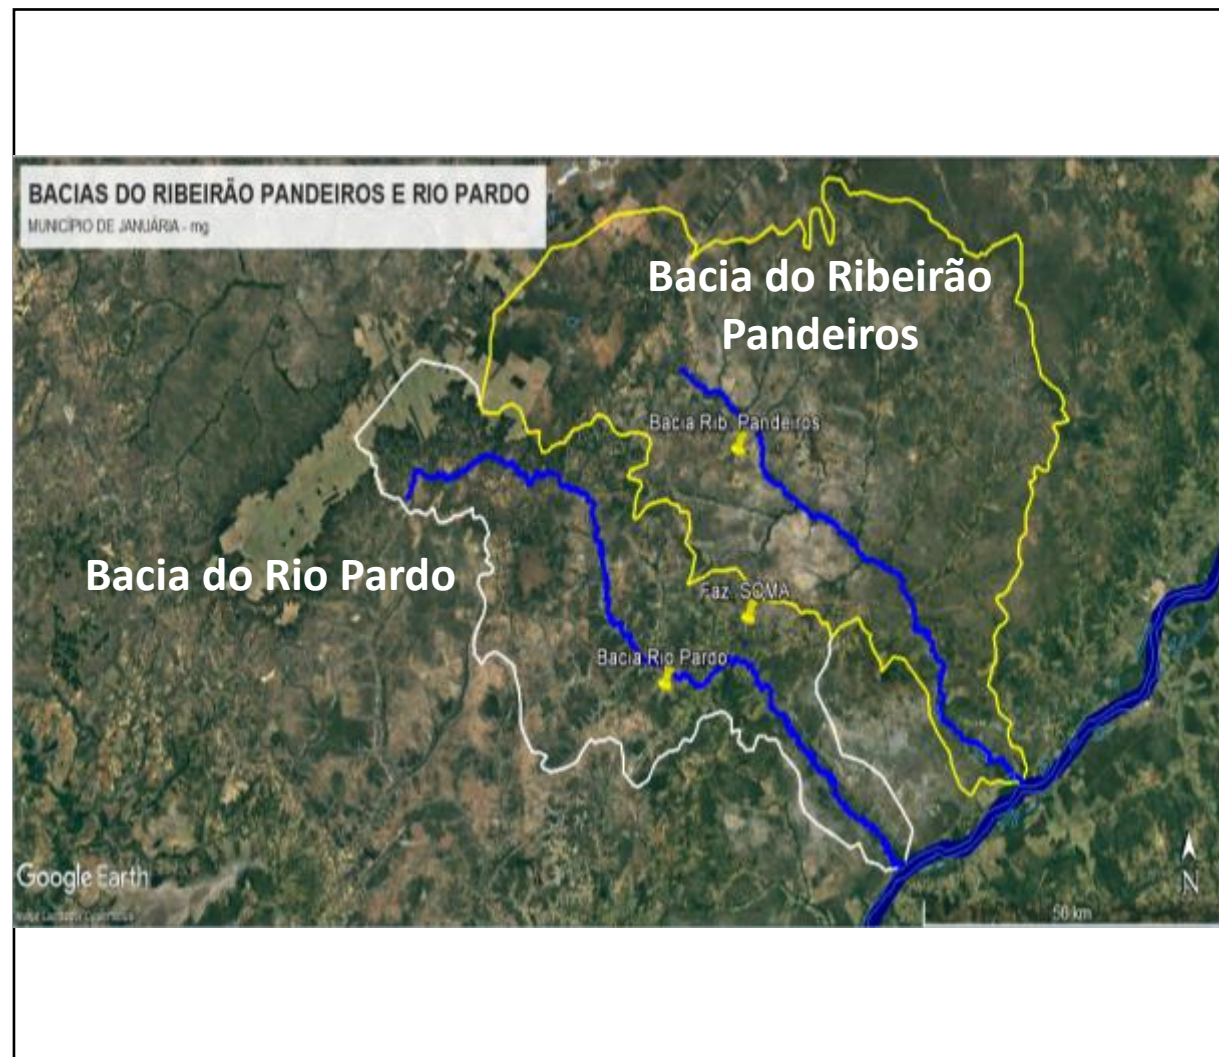 BACIAS DO RIBEIRÃO PANDEIROS E RIO PARDO
MUNICÍPIO DE JANUÁRIA - mg
Bacia do Ribeirão
Pandeiros
Bacia Rib. Pandeiros
Bacia do Rio Pardo
Faz. SOMA
Bacia Rio Pardo
Google Earth
N
50 km